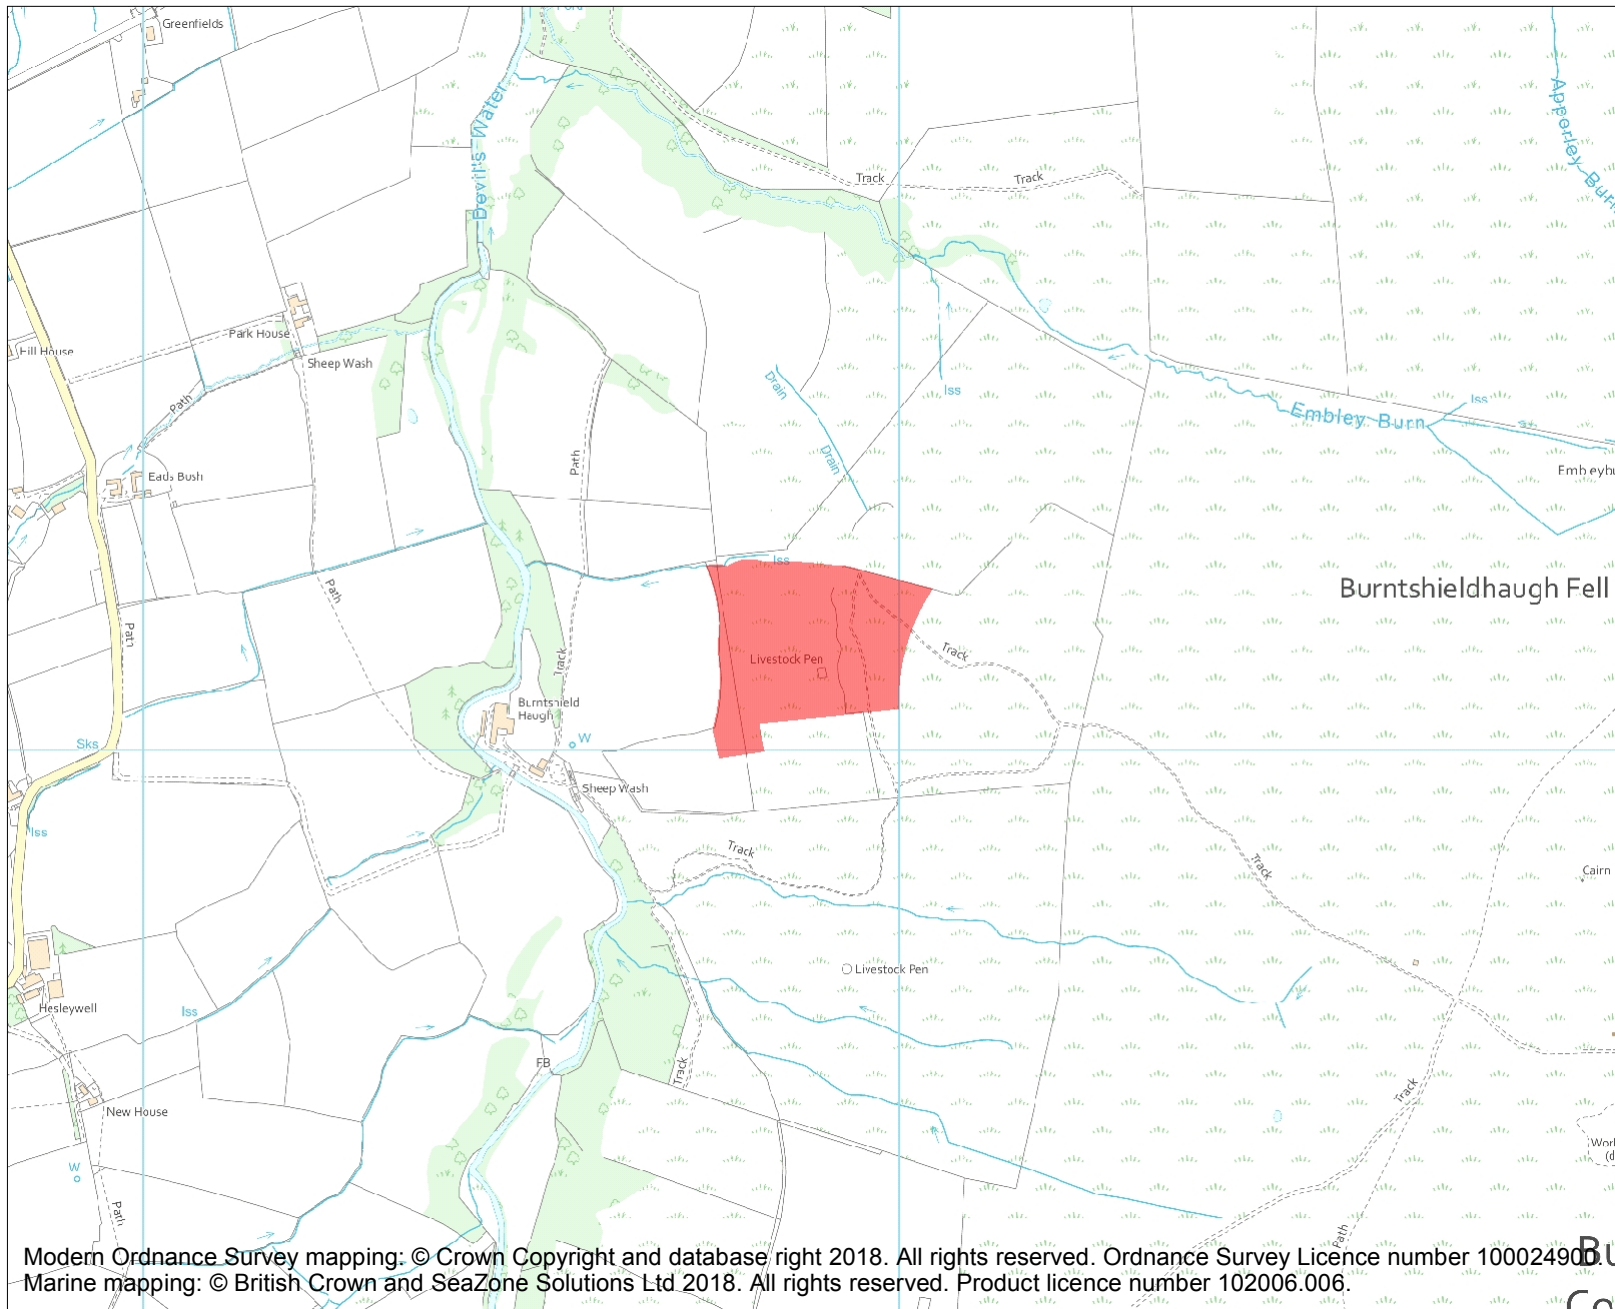 Greenfields
Devil's Water
Apperley Burn
Track
Track
Park House
Hill House
Sheep Wash
Path
Drain
Iss
Iss
Embley Burn
Drain
Path
Eads Bush
Iss
Burntshieldhaugh Fell
Path
Path
Track
Track
Livestock Pen
Burntshield
Haugh
W
Sks
Sheep Wash
Iss
Track
Track
Cairn
Livestock Pen
Hesleywell
Iss
FB
Track
Track
New House
W
Path
Path
Modern Ordnance Survey mapping: © Crown Copyright and database right 2018. All rights reserved. Ordnance Survey Licence number 100024900.
Marine mapping: © British Crown and SeaZone Solutions Ltd 2018. All rights reserved. Product licence number 102006.006.